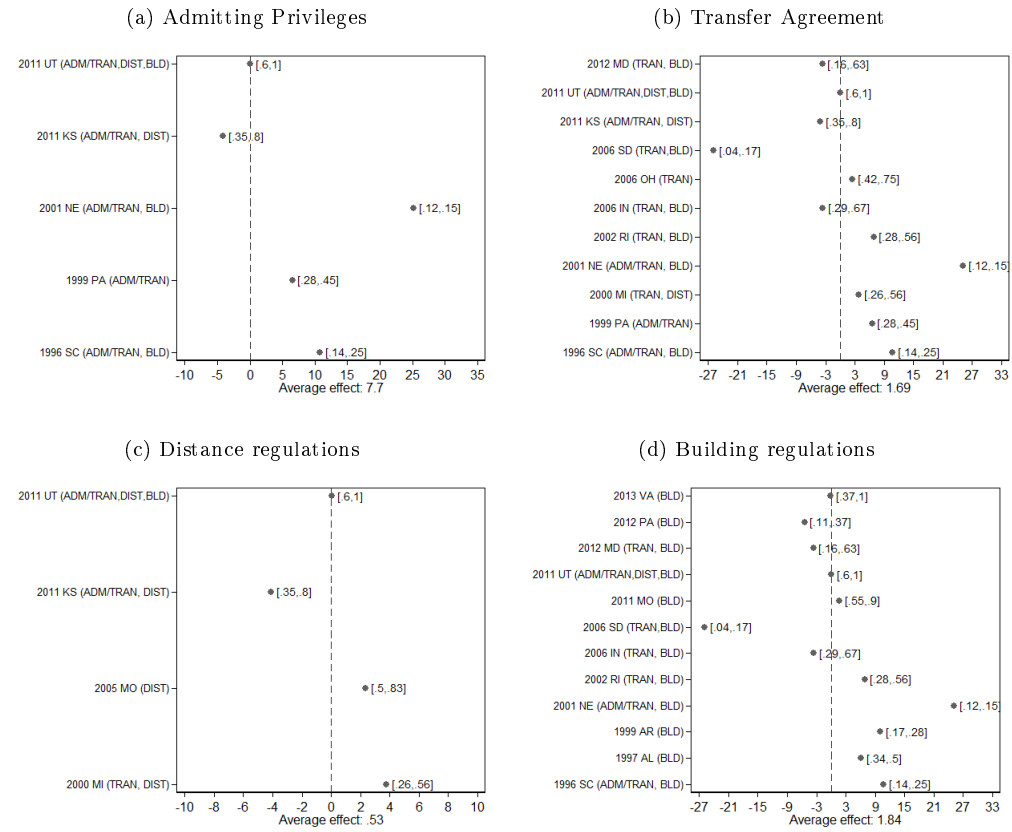 (a) Admitting Privileges
2011 UT (ADM/TRAN,DIST,BLD)
[.6,1]
2011 KS (ADM/TRAN, DIST)
[.35,.8]
2001 NE (ADM/TRAN, BLD)
[.12,.15]
1999 PA (ADM/TRAN)
[.28,.45]
1996 SC (ADM/TRAN, BLD)
[.14,.25]
-10 -5 0 5 10 15 20 25 30 35
Average effect: 7.7
(b) Transfer Agreement
2012 MD (TRAN, BLD)
[.16,.63]
2011 UT (ADM/TRAN,DIST,BLD)
[.6,1]
2011 KS (ADM/TRAN, DIST)
[.35,.8]
2006 SD (TRAN,BLD)
[.04,.17]
2006 OH (TRAN)
[.42,.75]
2006 IN (TRAN, BLD)
[.29,.67]
2002 RI (TRAN, BLD)
[.28,.56]
2001 NE (ADM/TRAN, BLD)
[.12,.15]
2000 MI (TRAN, DIST)
[.26,.56]
1999 PA (ADM/TRAN)
[.28,.45]
1996 SC (ADM/TRAN, BLD)
[.14,.25]
-27 -21 -15 -9 -3 3 9 15 21 27 33
Average effect: 1.69
(c) Distance regulations
2011 UT (ADM/TRAN,DIST,BLD)
[.6,1]
2011 KS (ADM/TRAN, DIST)
[.35,.8]
2005 MO (DIST)
[.5,.83]
2000 MI (TRAN, DIST)
[.26,.56]
-10 -8 -6 -4 -2 0 2 4 6 8 10
Average effect: .53
(d) Building regulations
2013 VA (BLD)
[.37,1]
2012 PA (BLD)
[.11,.37]
2012 MD (TRAN, BLD)
[.16,.63]
2011 UT (ADM/TRAN,DIST,BLD)
[.6,1]
2011 MO (BLD)
[.55,.9]
2006 SD (TRAN,BLD)
[.04,.17]
2006 IN (TRAN, BLD)
[.29,.67]
2002 RI (TRAN, BLD)
[.28,.56]
2001 NE (ADM/TRAN, BLD)
[.12,.15]
1999 AR (BLD)
[.17,.28]
1997 AL (BLD)
[.34,.5]
1996 SC (ADM/TRAN, BLD)
[.14,.25]
-27 -21 -15 -9 -3 3 9 15 21 27 33
Average effect: 1.84